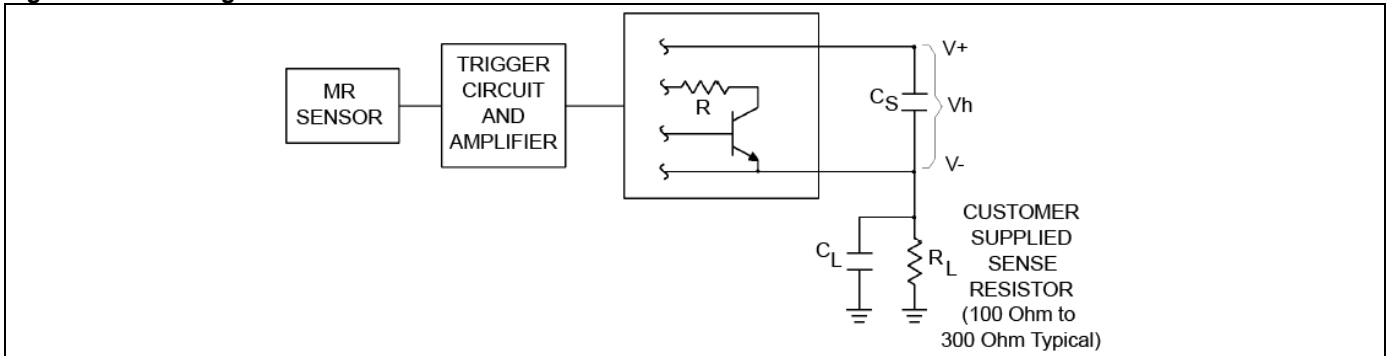 MR
SENSOR
TRIGGER
CIRCUIT
AND
AMPLIFIER
R
V+
CS
Vh
V-
CL
RL
CUSTOMER
SUPPLIED
SENSE
RESISTOR
(100 Ohm to
300 Ohm Typical)